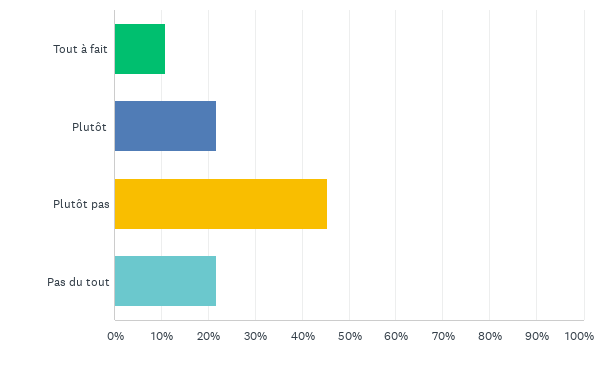 Tout à fait
Plutôt
Plutôt pas
Pas du tout
0% 10% 20% 30% 40% 50% 60% 70% 80% 90% 100%